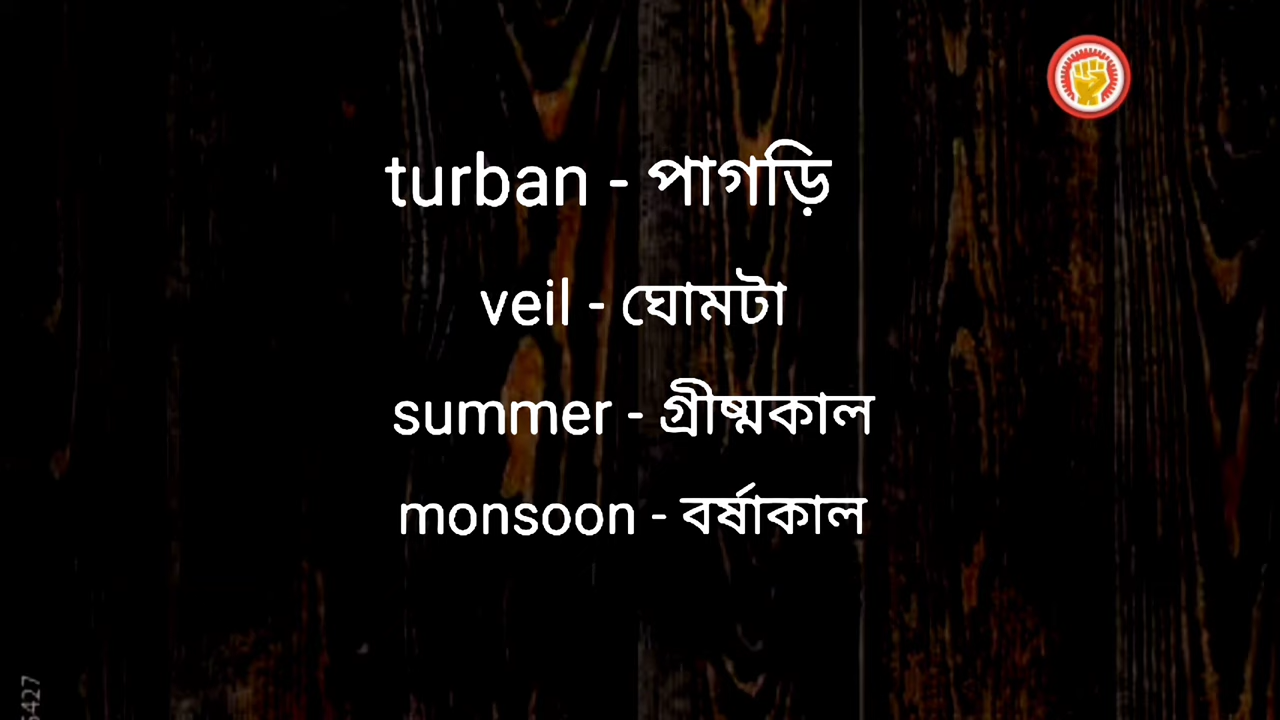 turban - পাগড়ি
veil - ঘোমটা
summer - গ্রীষ্মকাল
monsoon - বর্ষাকাল